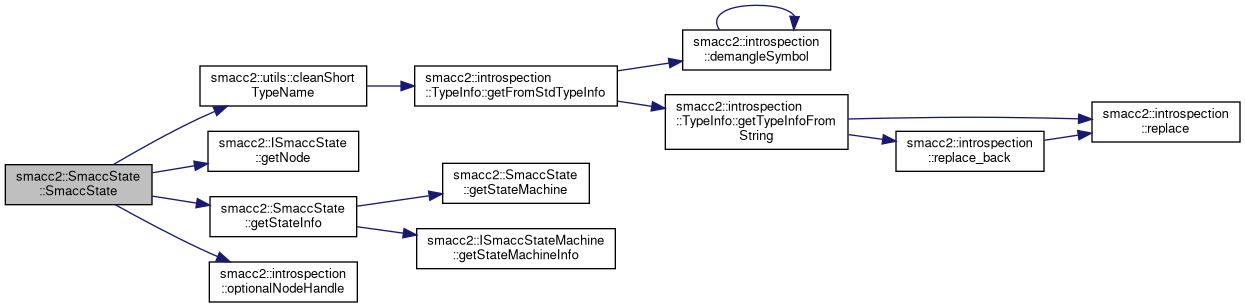 smacc2::SmaccState
::SmaccState
smacc2::utils::cleanShort
TypeName
smacc2::ISmaccState
::getNode
smacc2::SmaccState
::getStateInfo
smacc2::introspection
::optionalNodeHandle
smacc2::introspection
::TypeInfo::getFromStdTypeInfo
smacc2::SmaccState
::getStateMachine
smacc2::ISmaccStateMachine
::getStateMachineInfo
smacc2::introspection
::demangleSymbol
smacc2::introspection
::TypeInfo::getTypeInfoFrom
String
smacc2::introspection
::replace_back
smacc2::introspection
::replace